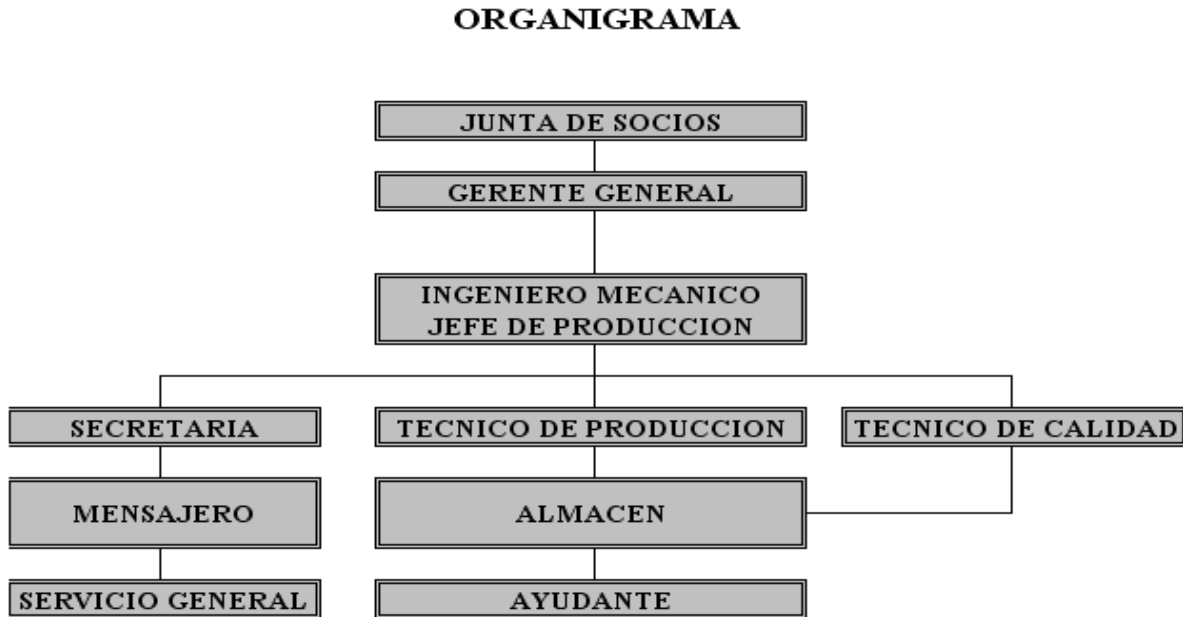 ORGANIGRAMA
JUNTA DE SOCIOS
GERENTE GENERAL
INGENIERO MECANICO
JEFE DE PRODUCCION
SECRETARIA
TECNICO DE PRODUCCION
TECNICO DE CALIDAD
MENSAJERO
ALMACEN
SERVICIO GENERAL
AYUDANTE